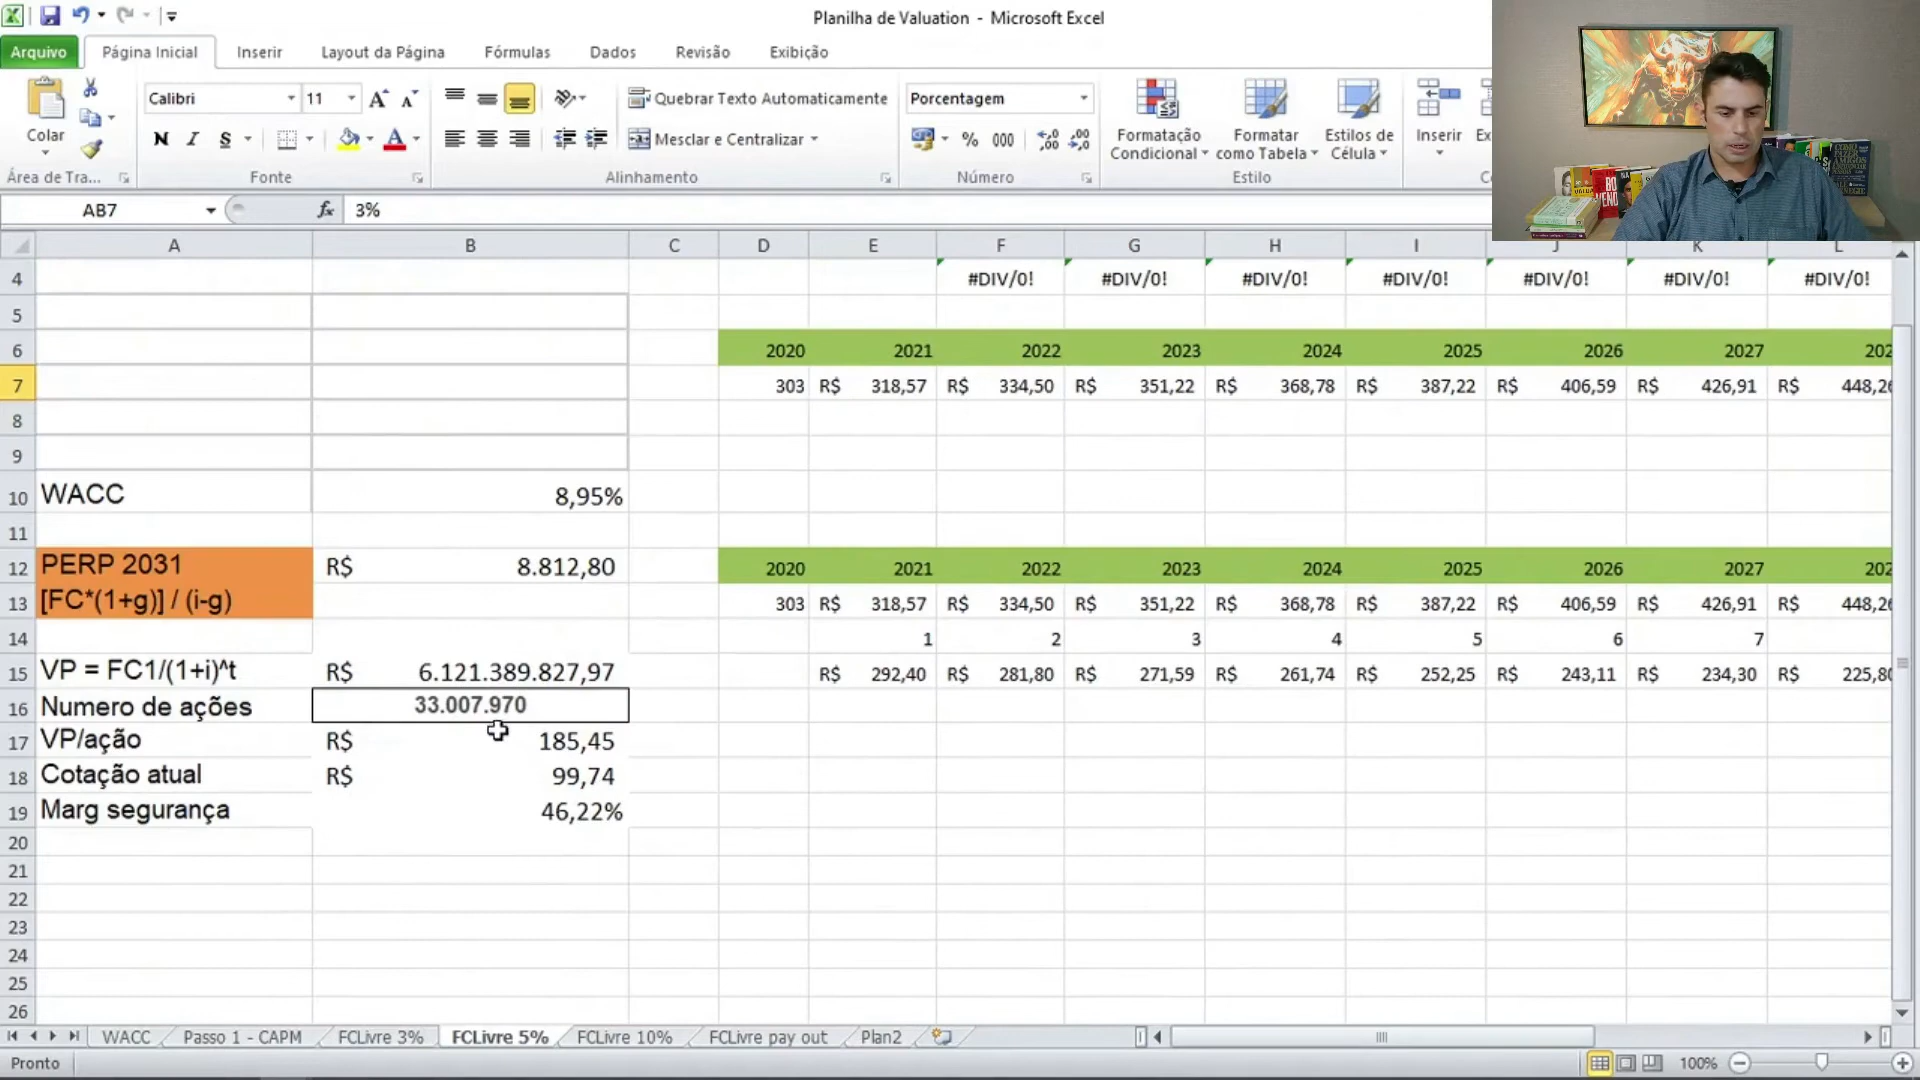 Planilha de Valuation - Microsoft Excel
Arquivo Página Inicial Inserir Layout da Página Fórmulas Dados Revisão Exibição
Colar Calibri 11 Quebrar Texto Automaticamente Porcentagem
N I S Mesclar e Centralizar % 000
Formatação Condicional Formatar como Tabela Estilos de Célula Inserir
Área de Tra... Fonte Alinhamento Número Estilo
AB7 fx 3%
A B C D E F G H I J K L
4 #DIV/0! #DIV/0! #DIV/0! #DIV/0! #DIV/0! #DIV/0! #DIV/0!
5
6 2020 2021 2022 2023 2024 2025 2026 2027 202
7 303 R$ 318,57 R$ 334,50 R$ 351,22 R$ 368,78 R$ 387,22 R$ 406,59 R$ 426,91 R$ 448,26
8
9
10 WACC 8,95%
11
12 PERP 2031 R$ 8.812,80 2020 2021 2022 2023 2024 2025 2026 2027 202
13 [FC*(1+g)] / (i-g) 303 R$ 318,57 R$ 334,50 R$ 351,22 R$ 368,78 R$ 387,22 R$ 406,59 R$ 426,91 R$ 448,26
14 1 2 3 4 5 6 7
15 VP = FC1/(1+i)^t R$ 6.121.389.827,97 R$ 292,40 R$ 281,80 R$ 271,59 R$ 261,74 R$ 252,25 R$ 243,11 R$ 234,30 R$ 225,80
16 Numero de ações 33.007.970
17 VP/ação R$ 185,45
18 Cotação atual R$ 99,74
19 Marg segurança 46,22%
20
21
22
23
24
25
26
WACC Passo 1 - CAPM FCLivre 3% FCLivre 5% FCLivre 10% FCLivre pay out Plan2
Pronto 100%